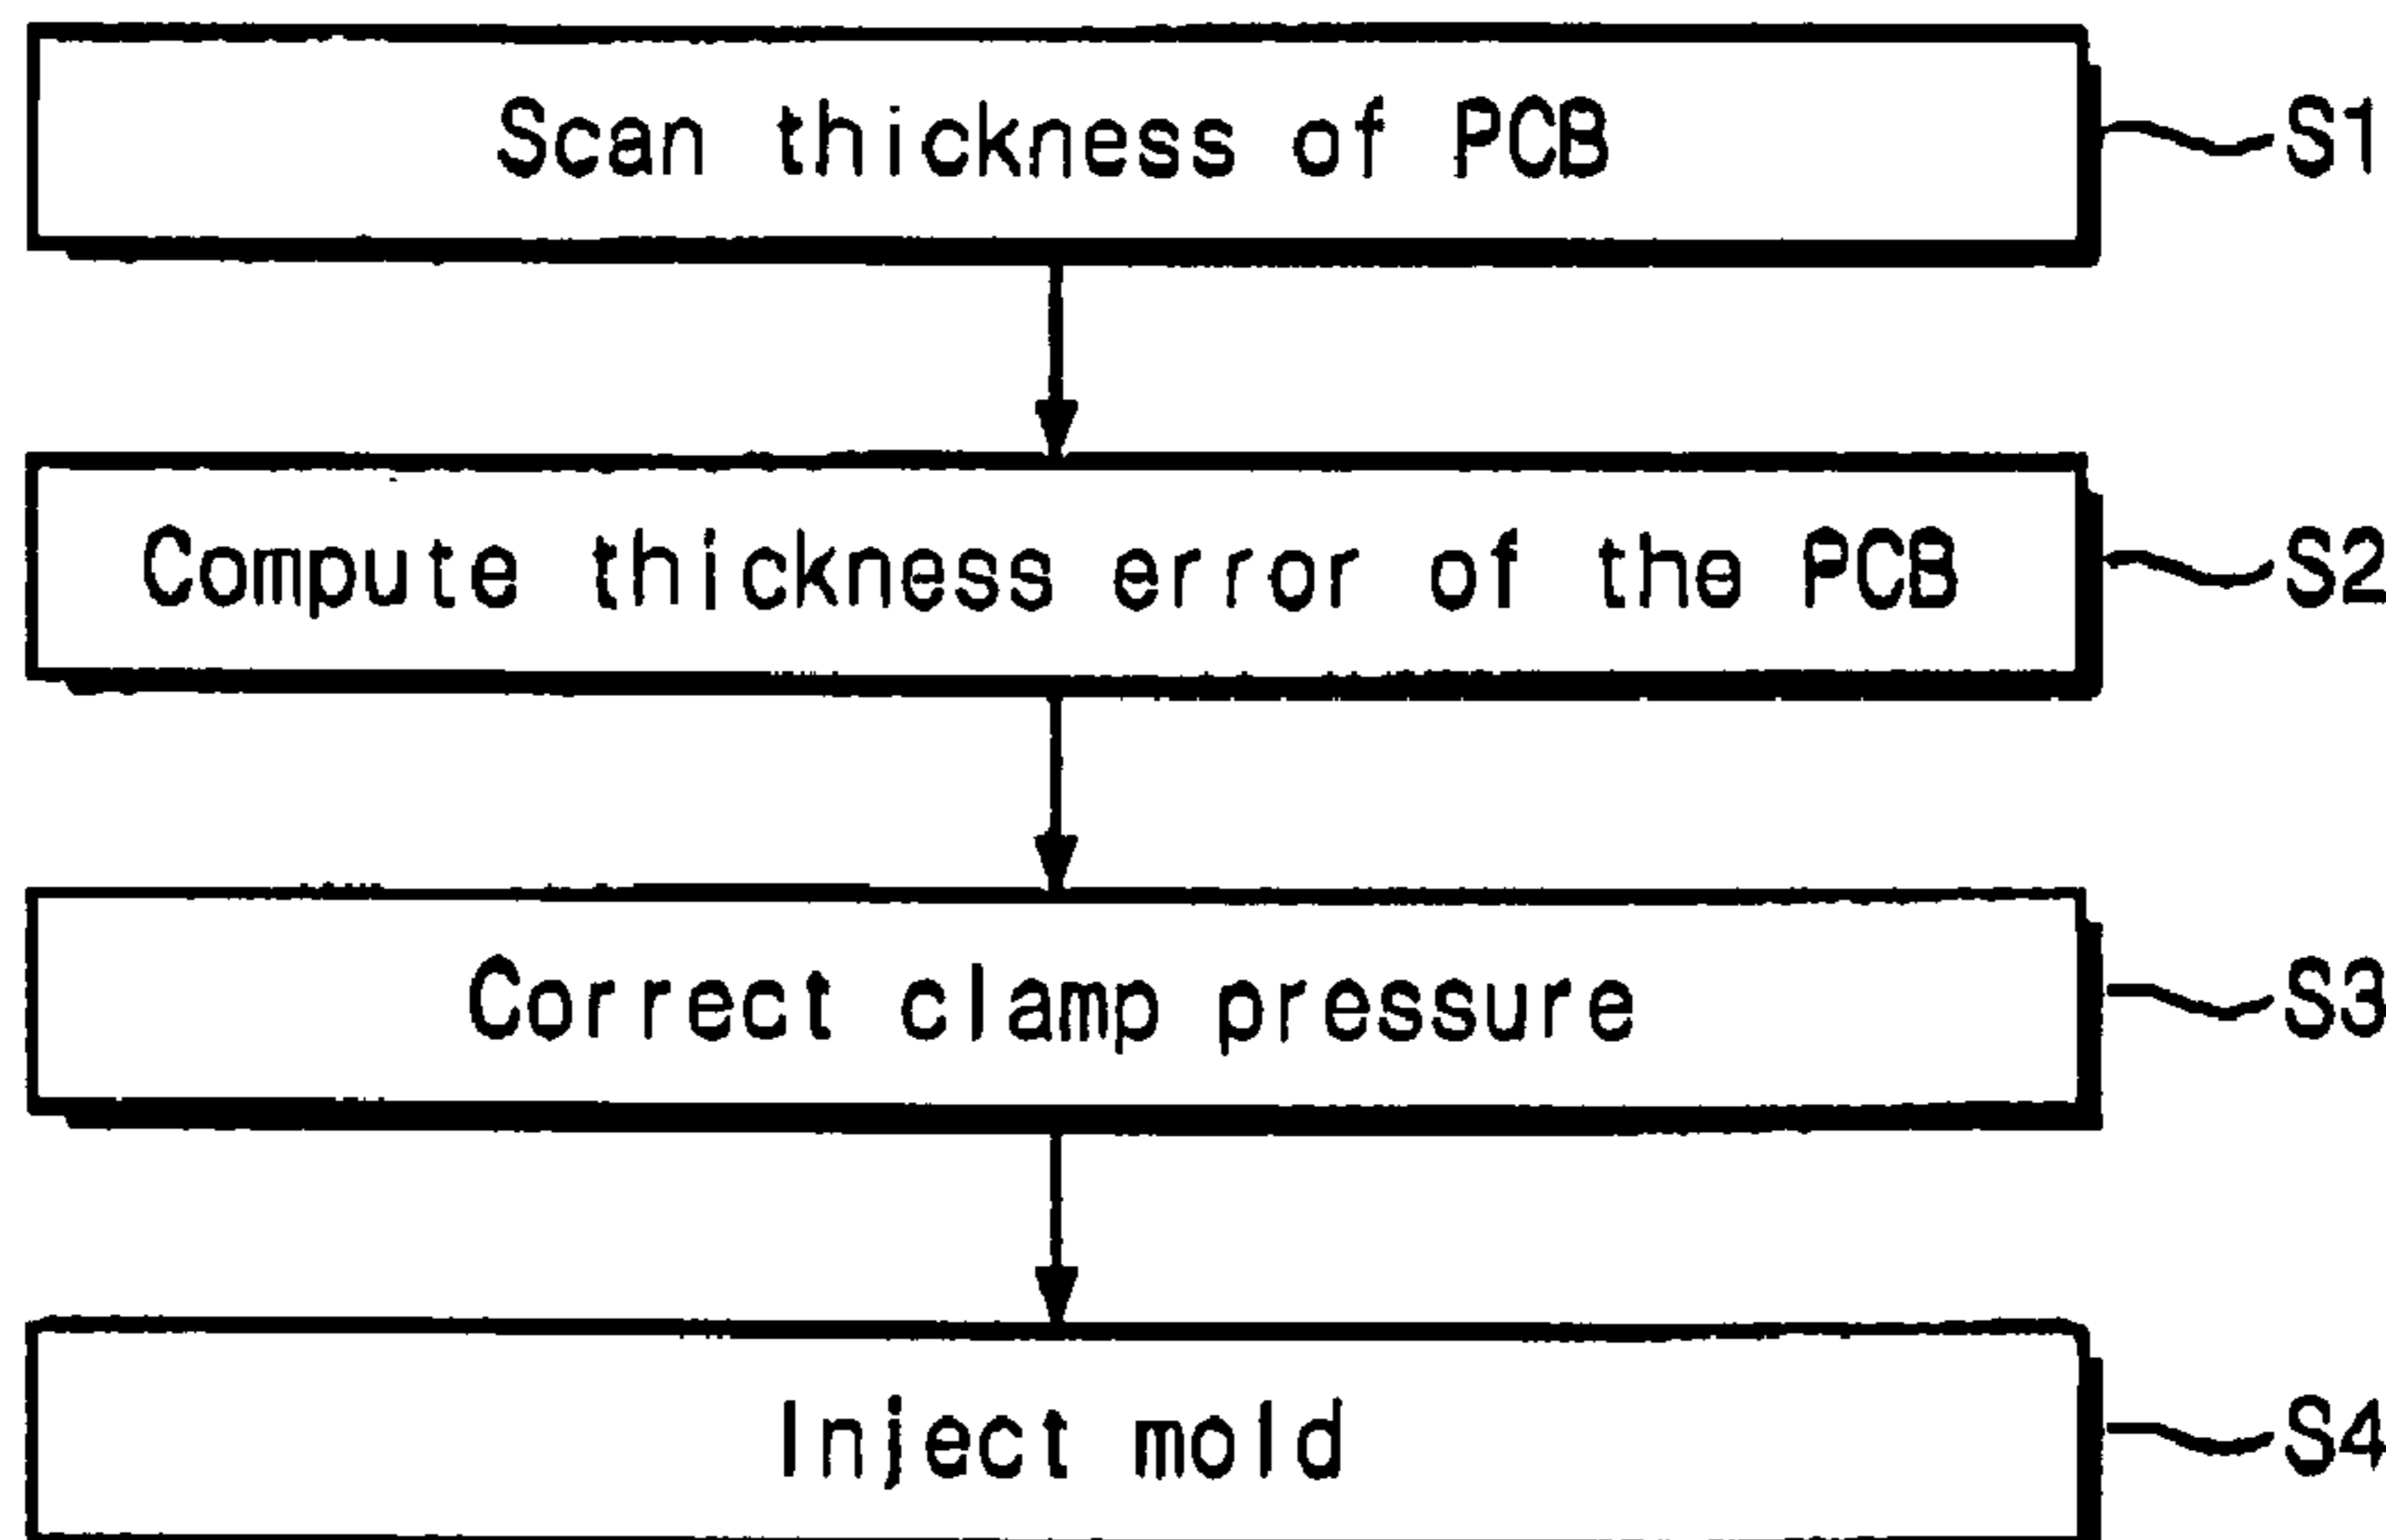 Scan thickness of PCB
S1
Compute thickness error of the PCB
S2
Correct clamp pressure
S3
Inject mold
S4